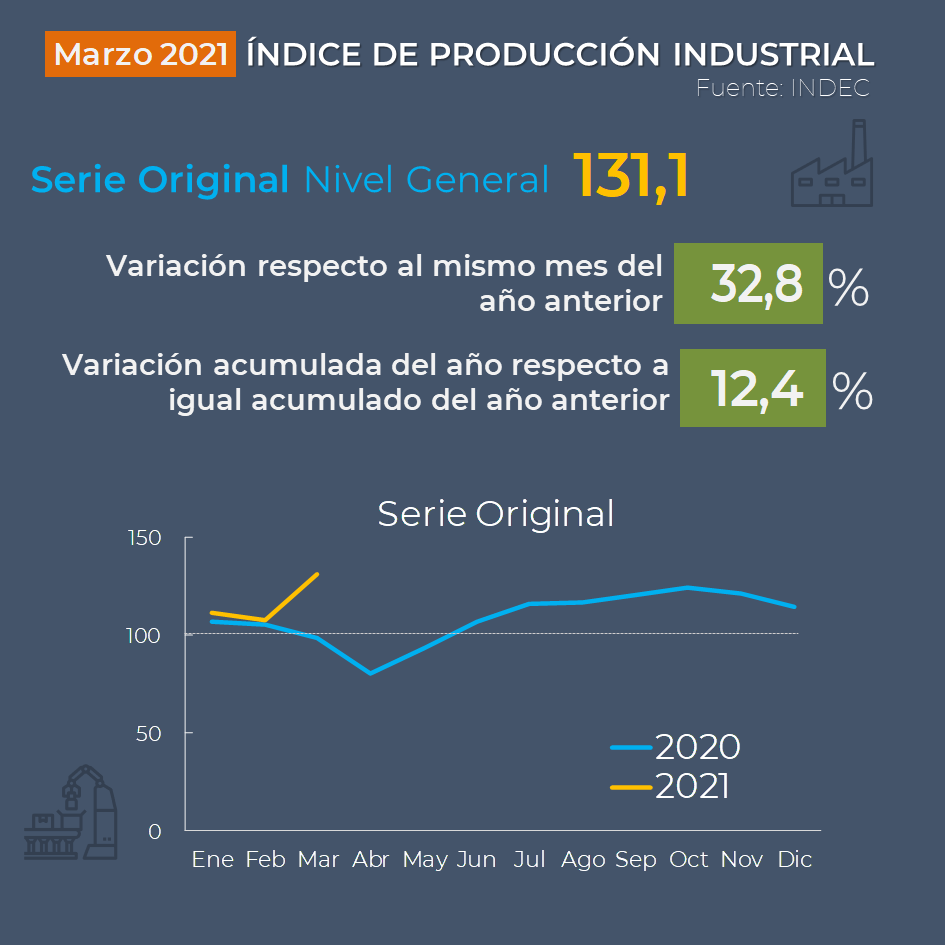 Marzo 2021 ÍNDICE DE PRODUCCIÓN INDUSTRIAL
Fuente: INDEC
Serie Original Nivel General 131,1
Variación respecto al mismo mes del
año anterior
32,8 %
Variación acumulada del año respecto a
igual acumulado del año anterior
12,4 %
Serie Original
150
100
50
0
2020
2021
Ene Feb Mar Abr May Jun Jul Ago Sep Oct Nov Dic